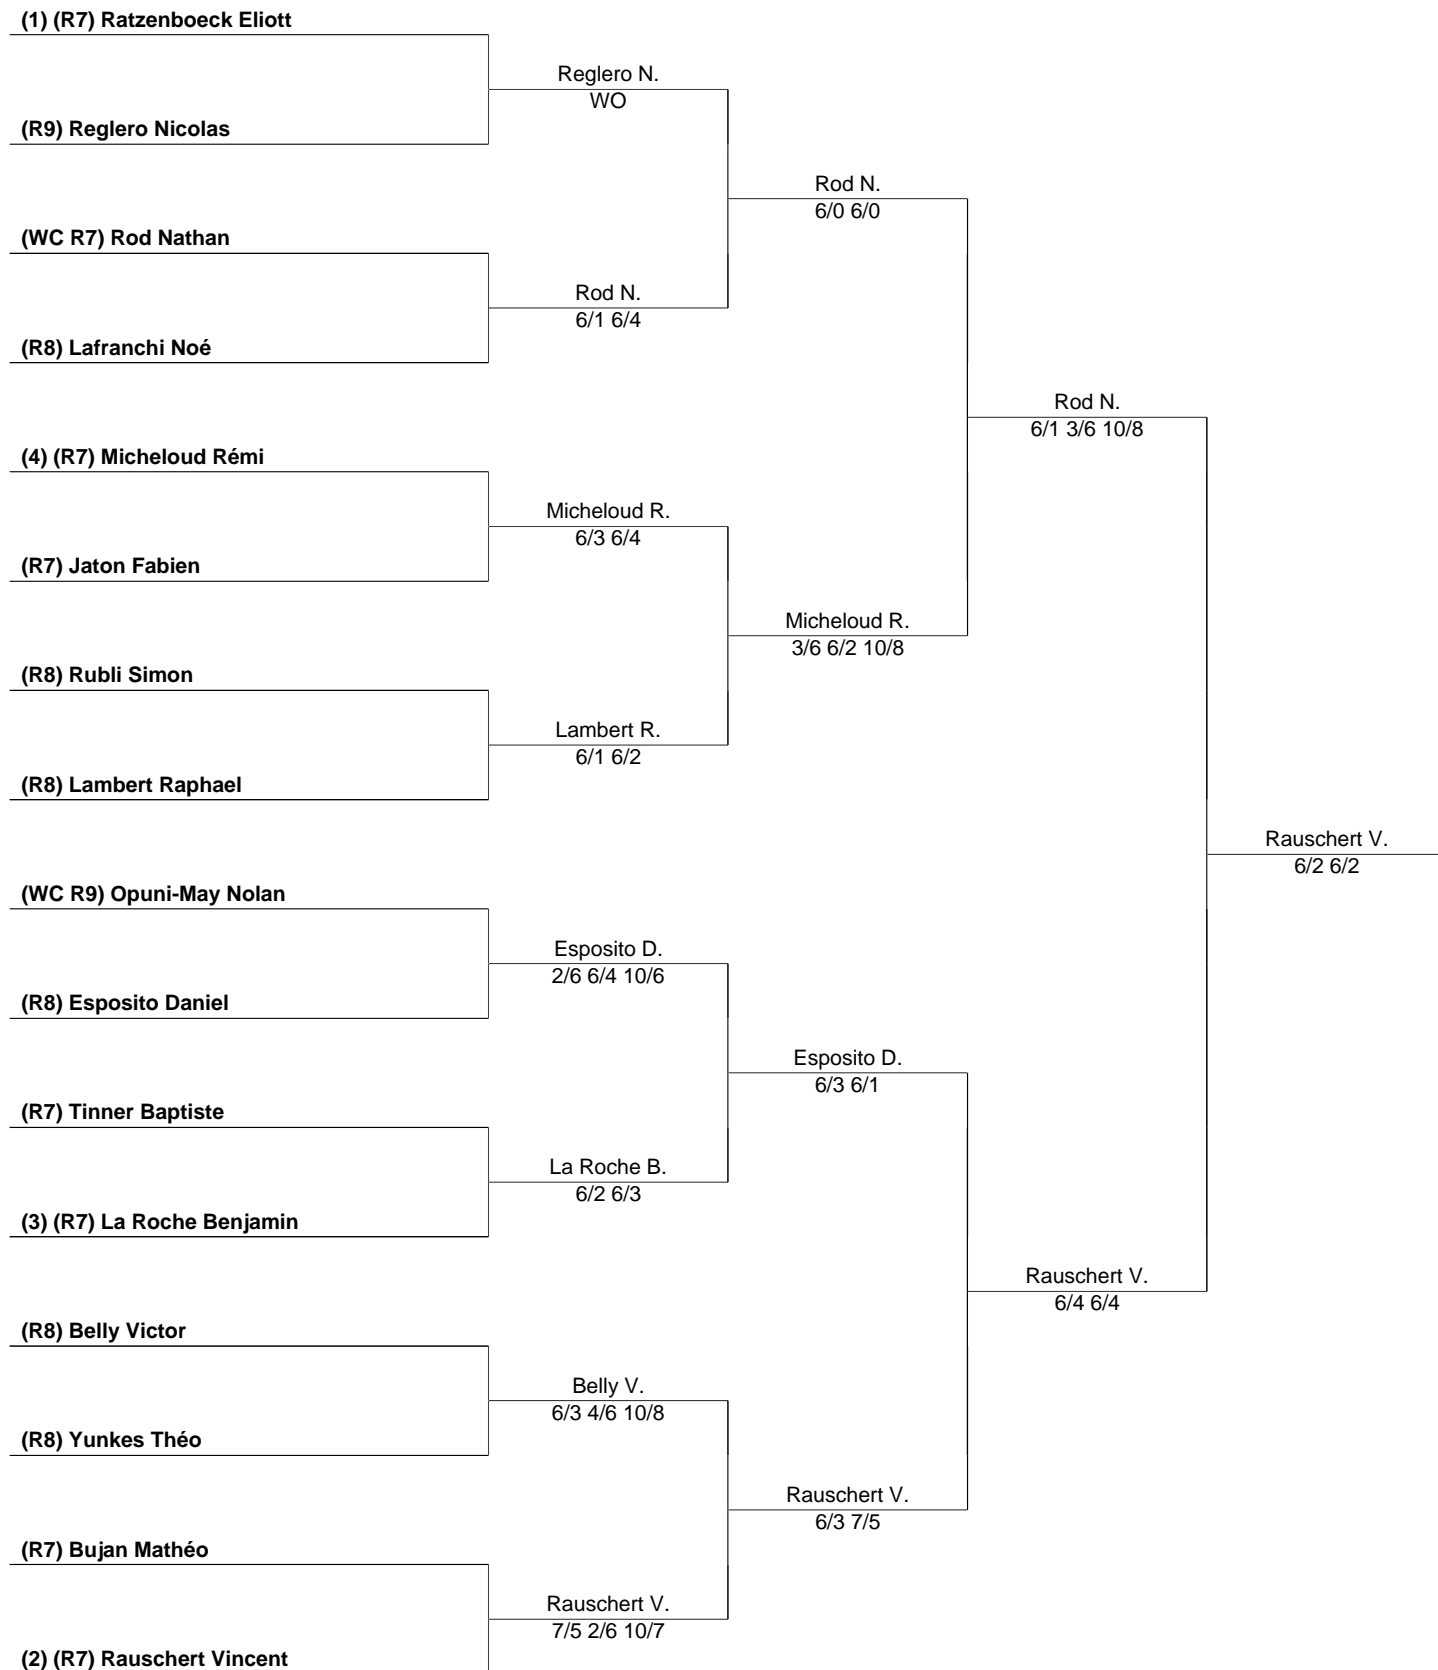 (1) (R7) Ratzenboeck Eliott
Reglero N.
WO
(R9) Reglero Nicolas
Rod N.
6/0 6/0
(WC R7) Rod Nathan
Rod N.
6/1 6/4
(R8) Lafranchi Noé
Rod N.
6/1 3/6 10/8
(4) (R7) Micheloud Rémi
Micheloud R.
6/3 6/4
(R7) Jaton Fabien
Micheloud R.
3/6 6/2 10/8
(R8) Rubli Simon
Lambert R.
6/1 6/2
(R8) Lambert Raphael
Rauschert V.
6/2 6/2
(WC R9) Opuni-May Nolan
Esposito D.
2/6 6/4 10/6
(R8) Esposito Daniel
Esposito D.
6/3 6/1
(R7) Tinner Baptiste
La Roche B.
6/2 6/3
(3) (R7) La Roche Benjamin
Rauschert V.
6/4 6/4
(R8) Belly Victor
Belly V.
6/3 4/6 10/8
(R8) Yunkes Théo
Rauschert V.
6/3 7/5
(R7) Bujan Mathéo
Rauschert V.
7/5 2/6 10/7
(2) (R7) Rauschert Vincent